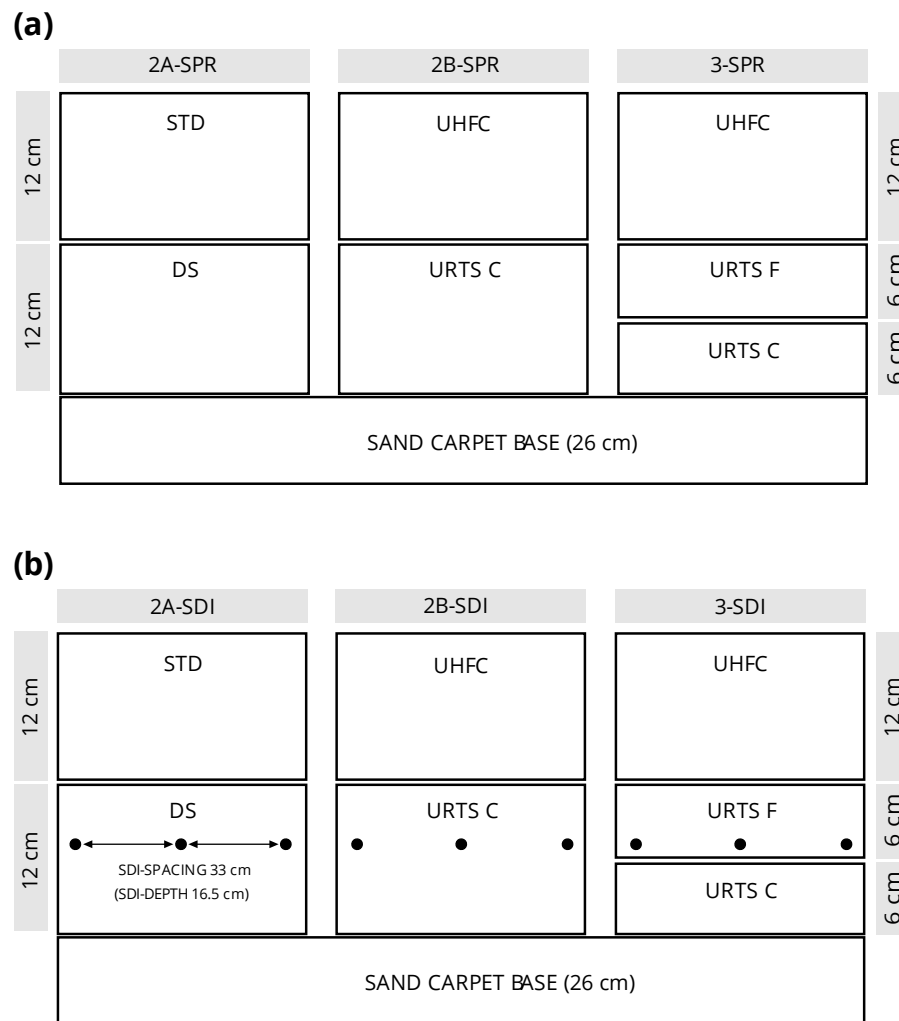 (a)
2A-SPR
2B-SPR
3-SPR
12 cm
STD
UHFC
UHFC
12 cm
12 cm
DS
URTS C
URTS F
6 cm
URTS C
6 cm
SAND CARPET BASE (26 cm)
(b)
2A-SDI
2B-SDI
3-SDI
12 cm
STD
UHFC
UHFC
12 cm
12 cm
DS
URTS C
URTS F
6 cm
SDI-SPACING 33 cm
(SDI-DEPTH 16.5 cm)
URTS C
6 cm
SAND CARPET BASE (26 cm)